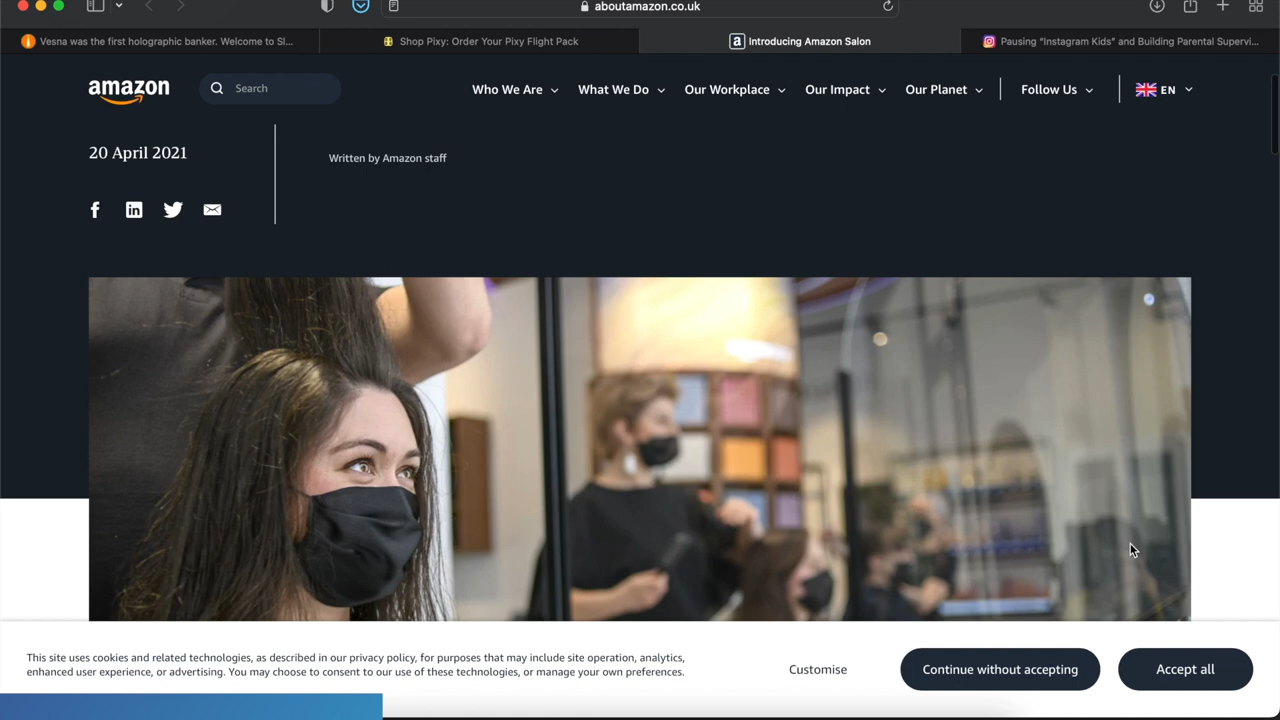 aboutamazon.co.uk
Vesna was the first holographic banker. Welcome to Sl...
Shop Pixy: Order Your Pixy Flight Pack
a Introducing Amazon Salon
Pausing “Instagram Kids” and Building Parental Supervi...
amazon
Search
Who We Are
What We Do
Our Workplace
Our Impact
Our Planet
Follow Us
EN
20 April 2021
Written by Amazon staff
This site uses cookies and related technologies, as described in our privacy policy, for purposes that may include site operation, analytics,
enhanced user experience, or advertising. You may choose to consent to our use of these technologies, or manage your own preferences.
Customise
Continue without accepting
Accept all